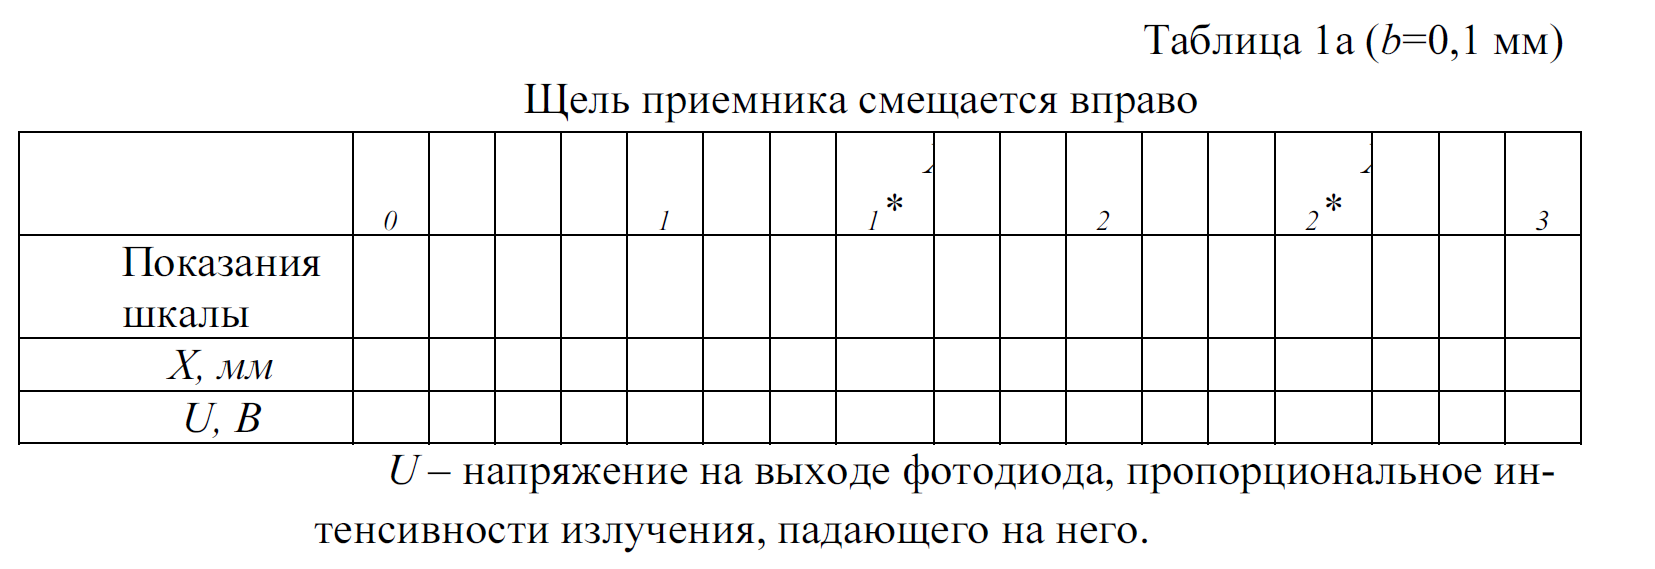 Таблица 1а (b=0,1 мм)
Щель приемника смещается вправо
0 1 1* 2 2* 3
Показания
шкалы
X, мм
U, В
U – напряжение на выходе фотодиода, пропорциональное ин-
тенсивности излучения, падающего на него.